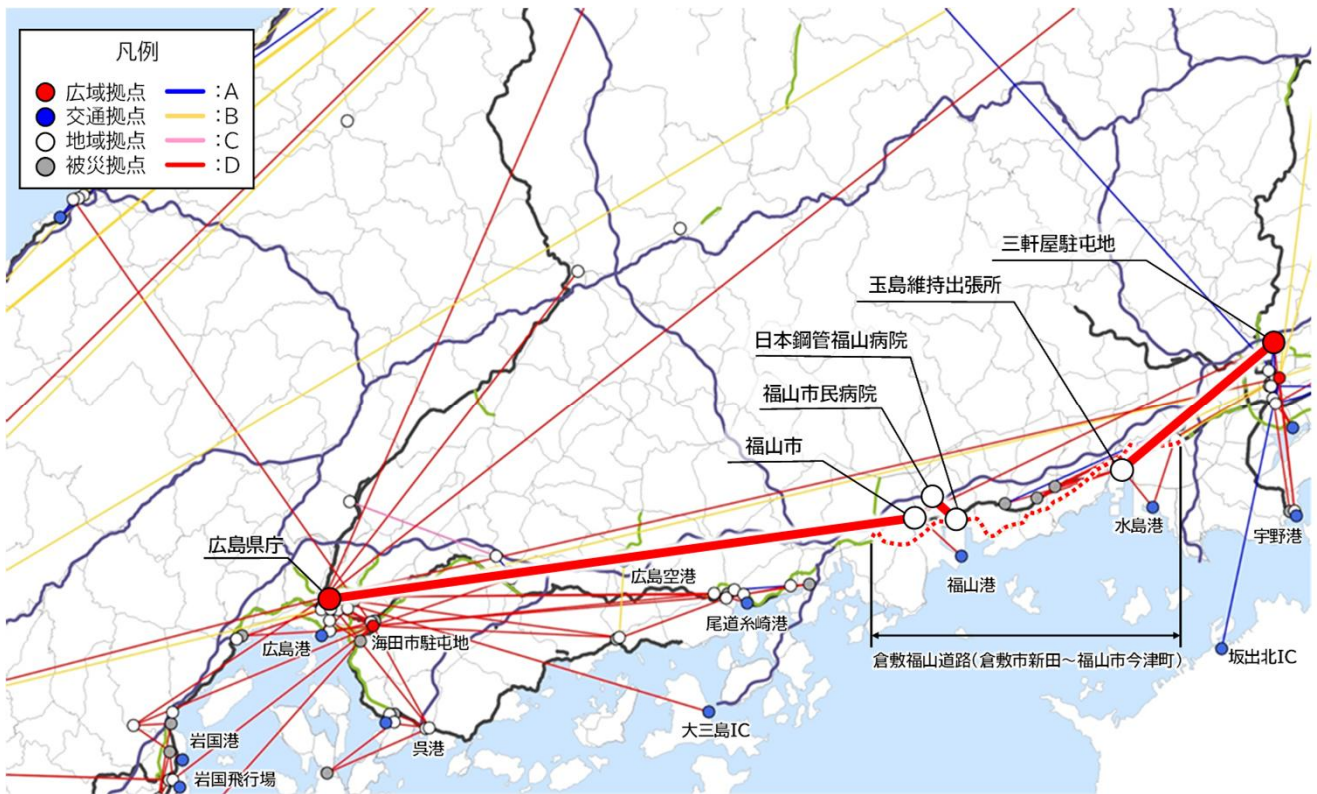 凡例
広域拠点 :A
交通拠点 :B
地域拠点 :C
被災拠点 :D
三軒屋駐屯地
玉島維持出張所
日本鋼管福山病院
福山市民病院
福山市
広島県庁
広島空港
水島港
宇野港
福山港
尾道糸崎港
広島港
海田市駐屯地
倉敷福山道路(倉敷市新田～福山市今津町)
坂出北IC
大三島IC
呉港
岩国港
岩国飛行場